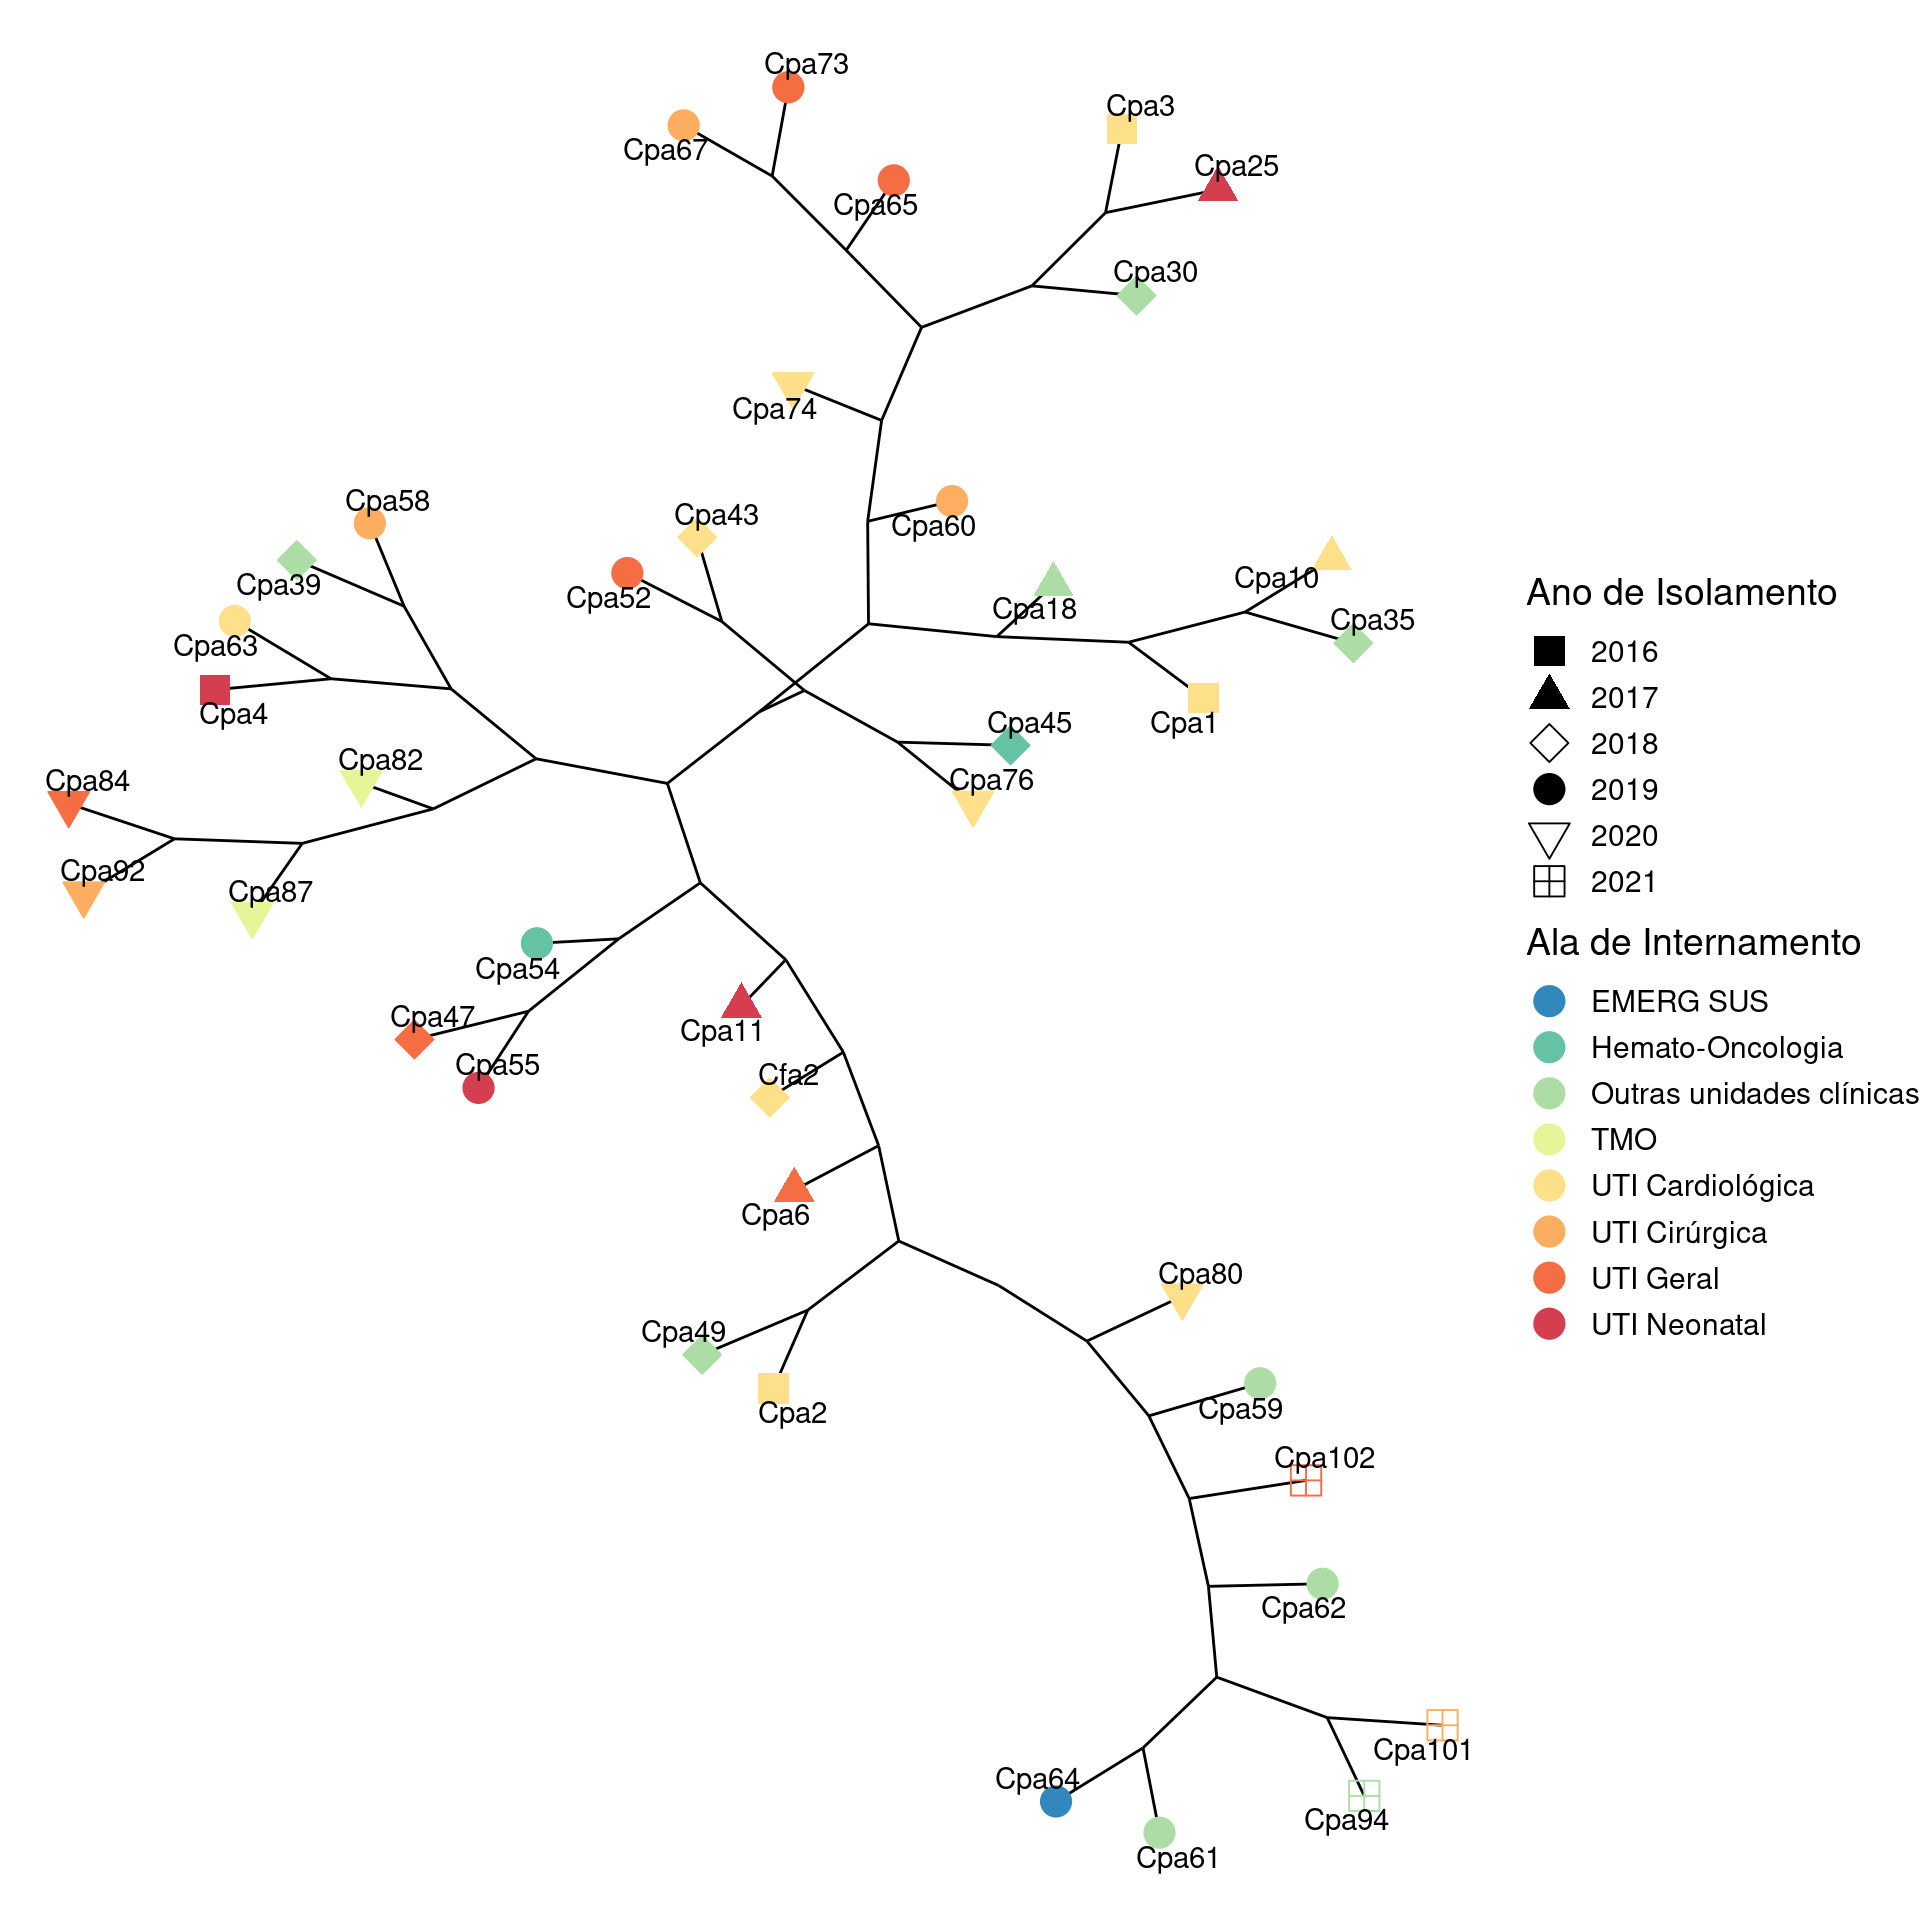 Cpa73
Cpa3
Cpa67
Cpa25
Cpa65
Cpa30
Cpa74
Cpa58
Cpa43
Cpa60
Cpa10
Cpa39
Cpa52
Cpa18
Cpa35
Cpa63
Cpa4
Cpa45
Cpa1
Cpa82
Cpa84
Cpa76
Cpa92
Cpa87
Cpa54
Cpa47
Cpa11
Cpa55
Cfa2
Cpa6
Cpa80
Cpa49
Cpa2
Cpa59
Cpa102
Cpa62
Cpa101
Cpa64
Cpa94
Cpa61
Ano de Isolamento
2016
2017
2018
2019
2020
2021
Ala de Internamento
EMERG SUS
Hemato-Oncologia
Outras unidades clínicas
TMO
UTI Cardiológica
UTI Cirúrgica
UTI Geral
UTI Neonatal